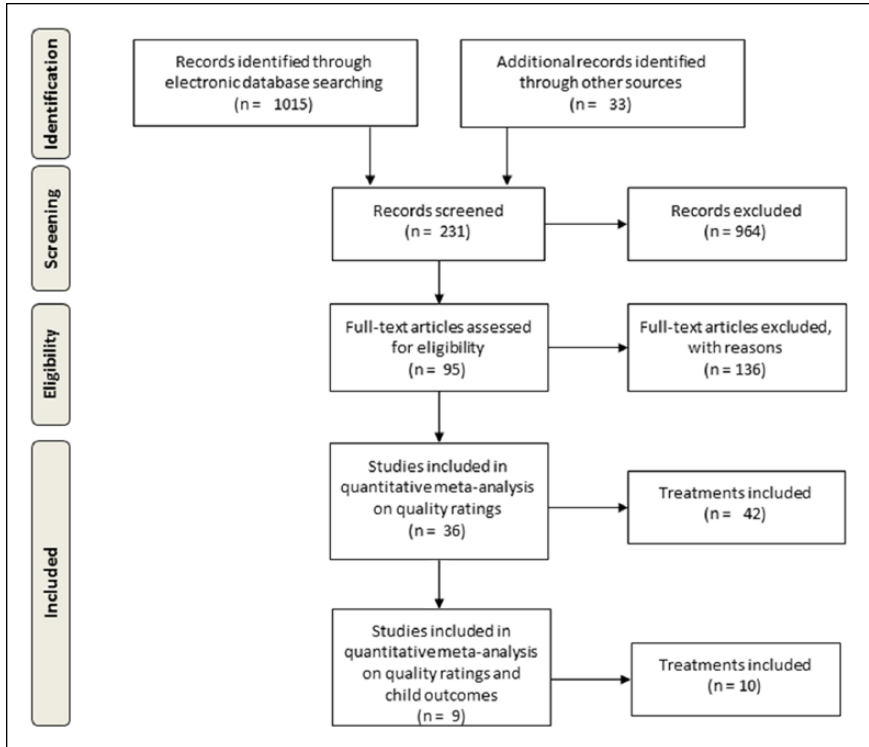 Identification
Records identified through
electronic database searching
(n = 1015)
Additional records identified
through other sources
(n = 33)
Screening
Records screened
(n = 231)
Records excluded
(n = 964)
Eligibility
Full-text articles assessed
for eligibility
(n = 95)
Full-text articles excluded,
with reasons
(n = 136)
Included
Studies included in
quantitative meta-analysis
on quality ratings
(n = 36)
Treatments included
(n = 42)
Studies included in
quantitative meta-analysis
on quality ratings and
child outcomes
(n = 9)
Treatments included
(n = 10)